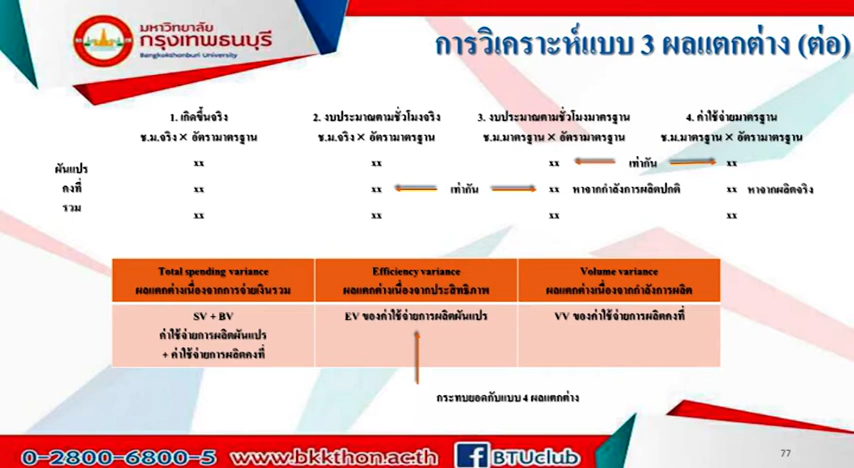 มหาวิทยาลัย
กรุงเทพธนบุรี
Bangkokthonburi University
การวิเคราะห์แบบ 3 ผลแตกต่าง (ต่อ)
1. เกิดขึ้นจริง 2. งบประมาณตามชั่วโมงจริง 3. งบประมาณตามชั่วโมงมาตรฐาน 4. ค่าใช้จ่ายมาตรฐาน
ช.ม.จริง × อัตรามาตรฐาน ช.ม.จริง × อัตรามาตรฐาน ช.ม.มาตรฐาน × อัตรามาตรฐาน ช.ม.มาตรฐาน × อัตรามาตรฐาน
ผันแปร xx xx xx เท่ากัน xx
คงที่ xx xx เท่ากัน xx หาจากกำลังการผลิตปกติ xx หาจากผลิตจริง
รวม xx xx xx xx
Total spending variance Efficiency variance Volume variance
ผลแตกต่างเนื่องจากการจ่ายเงินรวม ผลแตกต่างเนื่องจากประสิทธิภาพ ผลแตกต่างเนื่องจากกำลังการผลิต
SV + BV EV ของค่าใช้จ่ายการผลิตผันแปร VV ของค่าใช้จ่ายการผลิตคงที่
ค่าใช้จ่ายการผลิตผันแปร
+ ค่าใช้จ่ายการผลิตคงที่
กระทบยอดกับแบบ 4 ผลแตกต่าง
0-2800-6800-5 www.bkkthon.ac.th f BTUclub
77